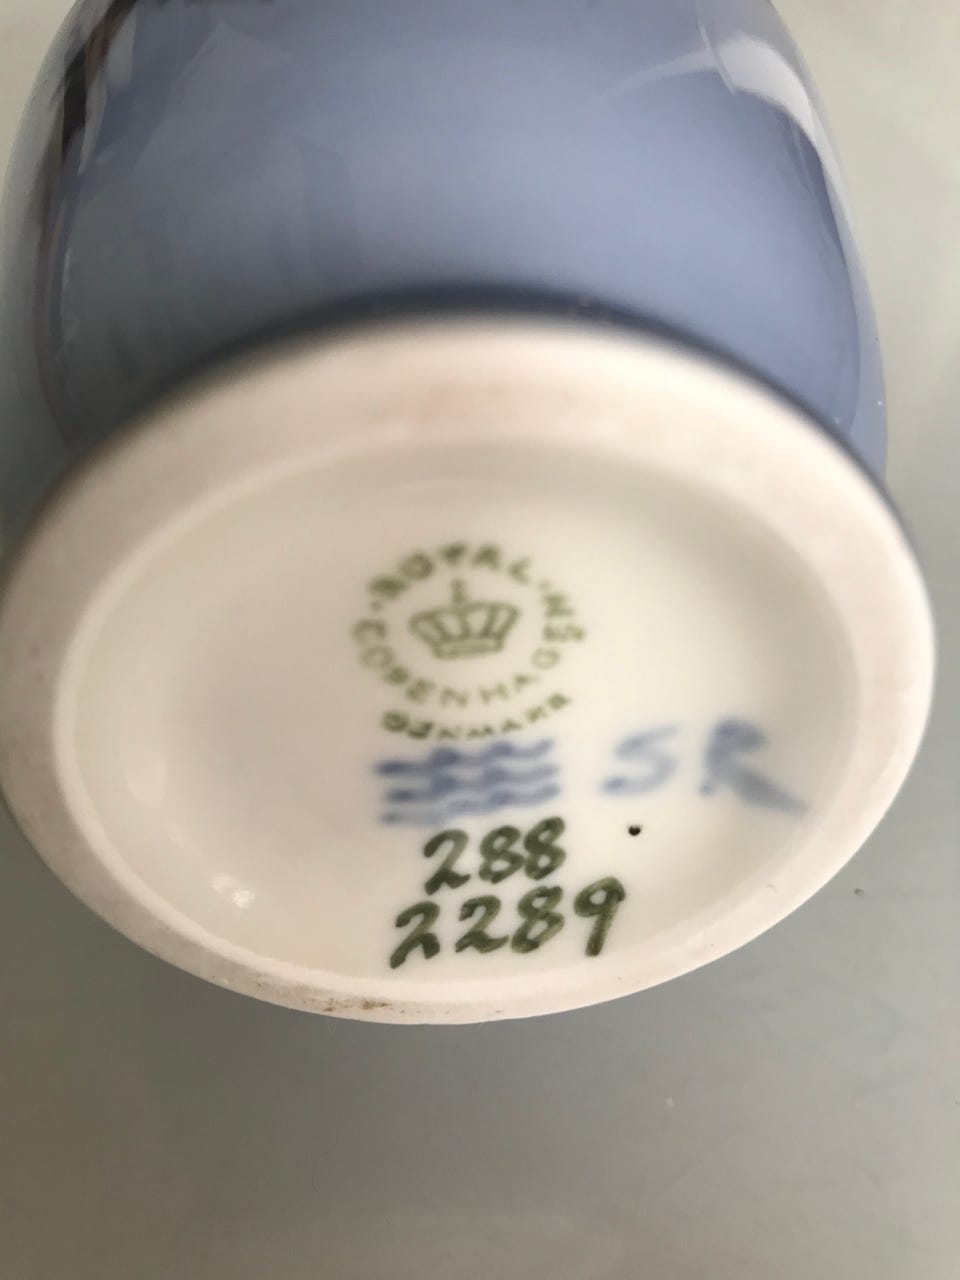 ROYAL
COPENHAGEN
DENMARK
SR
288
2289